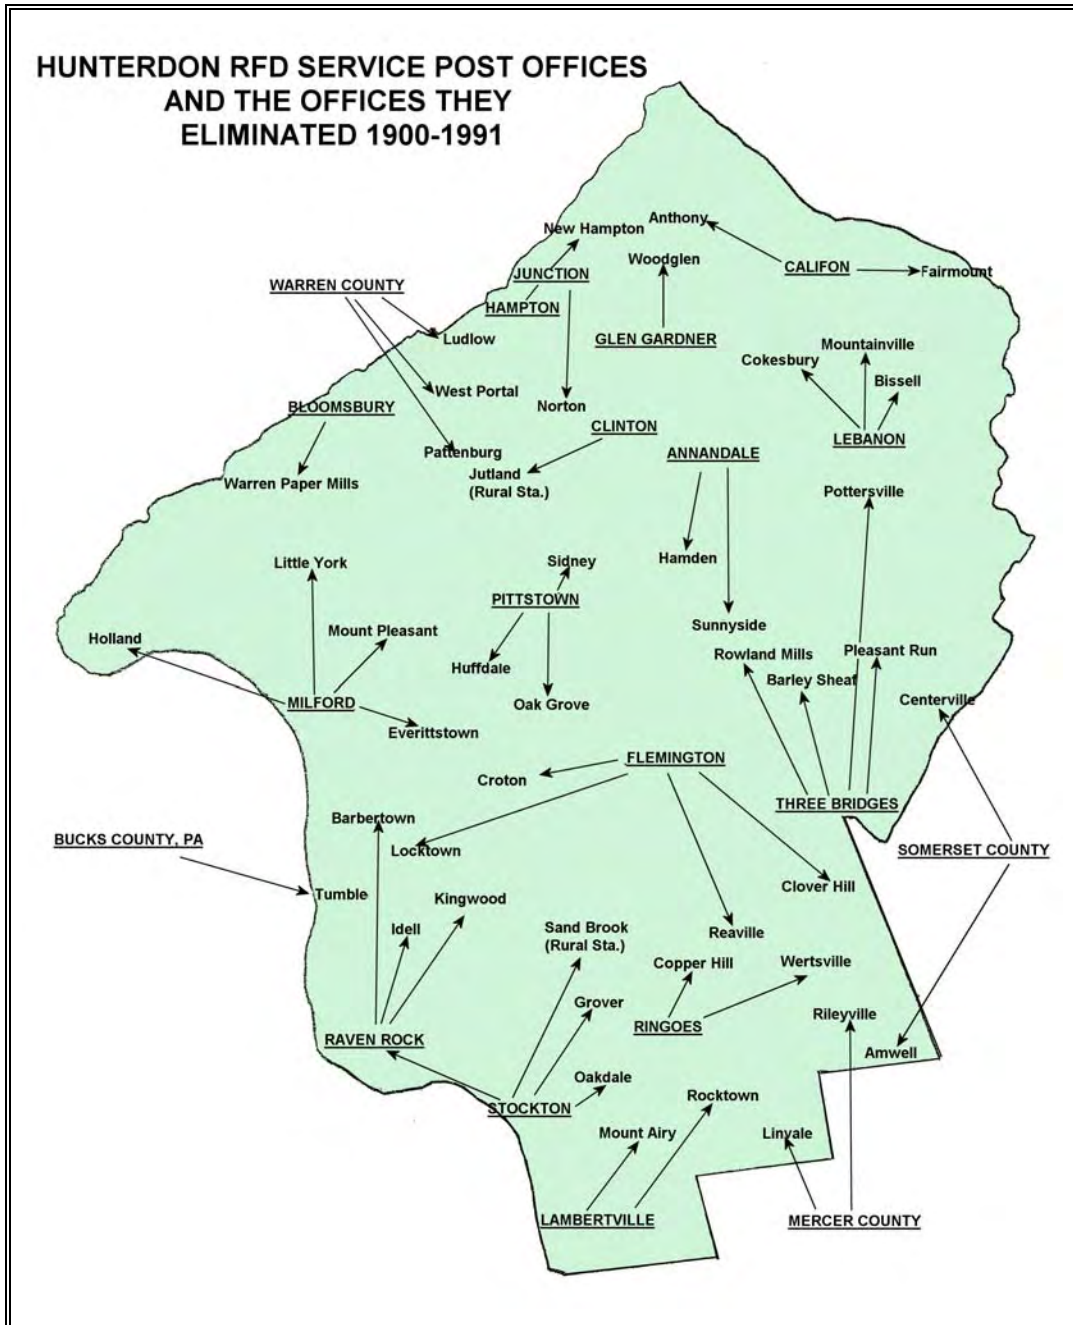 HUNTERDON RFD SERVICE POST OFFICES
AND THE OFFICES THEY
ELIMINATED 1900-1991
Anthony
New Hampton
Woodglen
CALIFON
Fairmount
JUNCTION
WARREN COUNTY
HAMPTON
Ludlow
GLEN GARDNER
Mountainville
Cokesbury
Bissell
West Portal
BLOOMSBURY
Norton
CLINTON
LEBANON
Pattenburg
ANNANDALE
Jutland
(Rural Sta.)
Warren Paper Mills
Pottersville
Little York
Sidney
Hamden
PITTSTOWN
Sunnyside
Holland
Mount Pleasant
Rowland Mills
Pleasant Run
Huffdale
Barley Sheaf
MILFORD
Oak Grove
Centerville
Everittstown
FLEMINGTON
Croton
THREE BRIDGES
Barbertown
BUCKS COUNTY, PA
Locktown
SOMERSET COUNTY
Tumble
Clover Hill
Kingwood
Idell
Sand Brook
(Rural Sta.)
Reaville
Copper Hill
Wertsville
Grover
Rileyville
RINGOES
RAVEN ROCK
Amwell
Oakdale
STOCKTON
Rocktown
Mount Airy
Linvale
LAMBERTVILLE
MERCER COUNTY